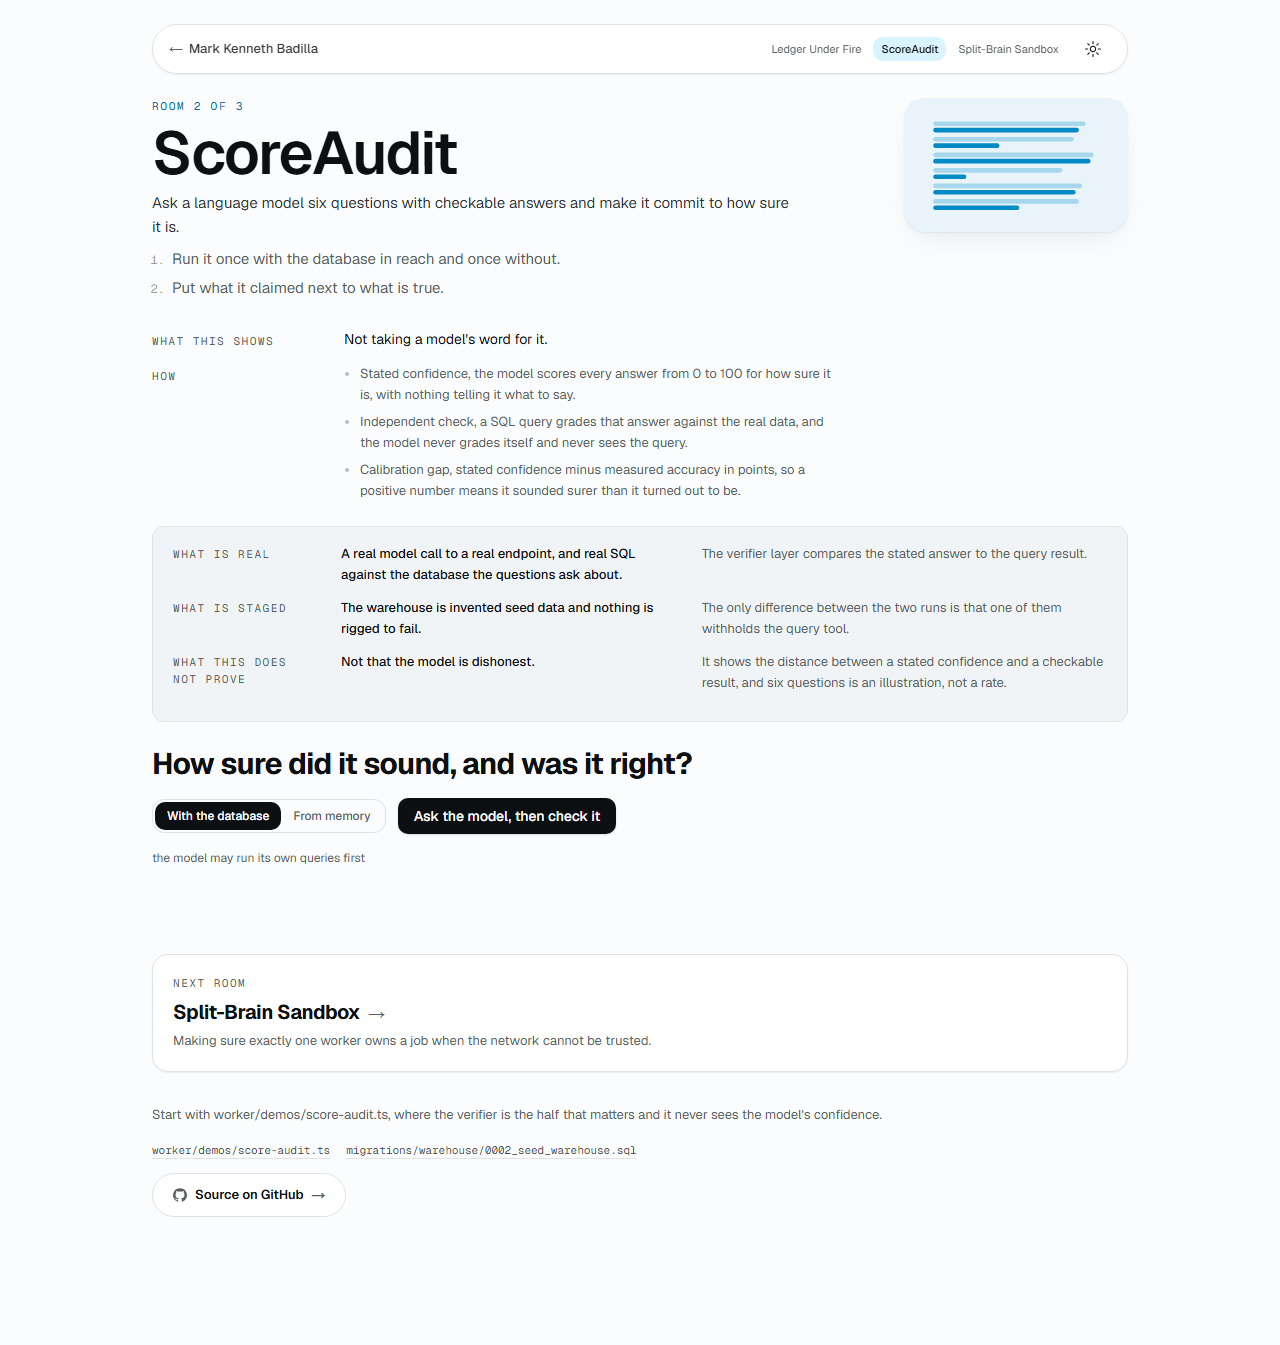 ← Mark Kenneth Badilla
Ledger Under Fire
ScoreAudit
Split-Brain Sandbox
ROOM 2 OF 3
ScoreAudit
Ask a language model six questions with checkable answers and make it commit to how sure
it is.
1. Run it once with the database in reach and once without.
2. Put what it claimed next to what is true.
WHAT THIS SHOWS
Not taking a model's word for it.
HOW
Stated confidence, the model scores every answer from 0 to 100 for how sure it
is, with nothing telling it what to say.
Independent check, a SQL query grades that answer against the real data, and
the model never grades itself and never sees the query.
Calibration gap, stated confidence minus measured accuracy in points, so a
positive number means it sounded surer than it turned out to be.
WHAT IS REAL
A real model call to a real endpoint, and real SQL
against the database the questions ask about.
The verifier layer compares the stated answer to the query result.
WHAT IS STAGED
The warehouse is invented seed data and nothing is
rigged to fail.
The only difference between the two runs is that one of them
withholds the query tool.
WHAT THIS DOES
NOT PROVE
Not that the model is dishonest.
It shows the distance between a stated confidence and a checkable
result, and six questions is an illustration, not a rate.
How sure did it sound, and was it right?
With the database
From memory
Ask the model, then check it
the model may run its own queries first
NEXT ROOM
Split-Brain Sandbox →
Making sure exactly one worker owns a job when the network cannot be trusted.
Start with worker/demos/score-audit.ts, where the verifier is the half that matters and it never sees the model's confidence.
worker/demos/score-audit.ts
migrations/warehouse/0002_seed_warehouse.sql
Source on GitHub →